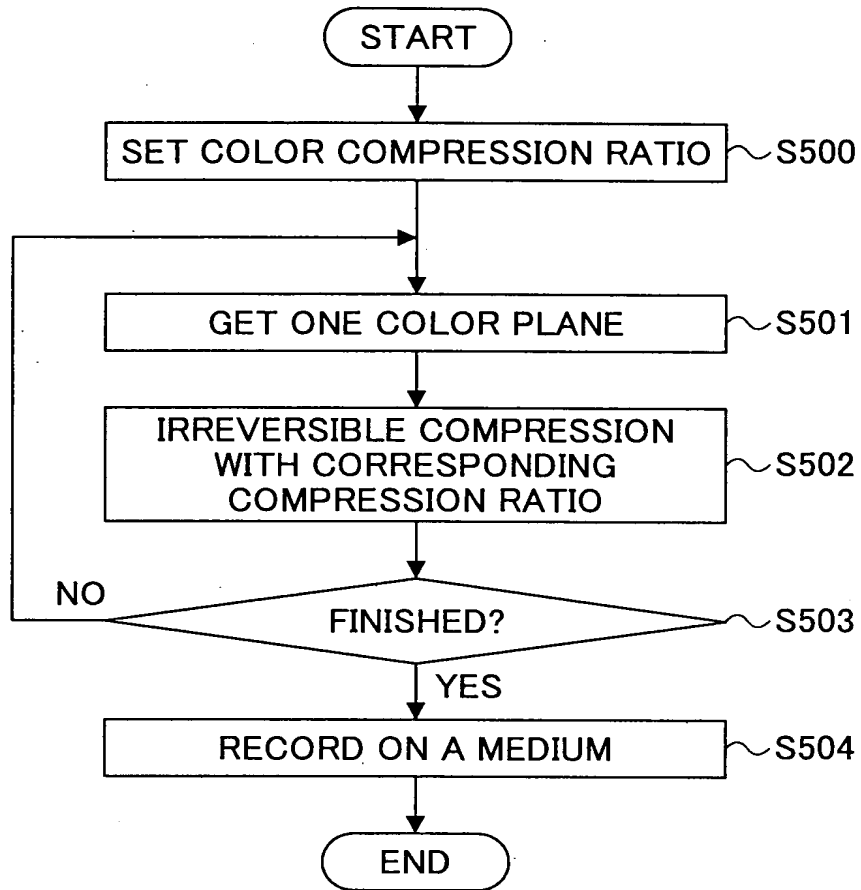 START
SET COLOR COMPRESSION RATIO
S500
GET ONE COLOR PLANE
S501
IRREVERSIBLE COMPRESSION
WITH CORRESPONDING
COMPRESSION RATIO
S502
NO
FINISHED?
S503
YES
RECORD ON A MEDIUM
S504
END